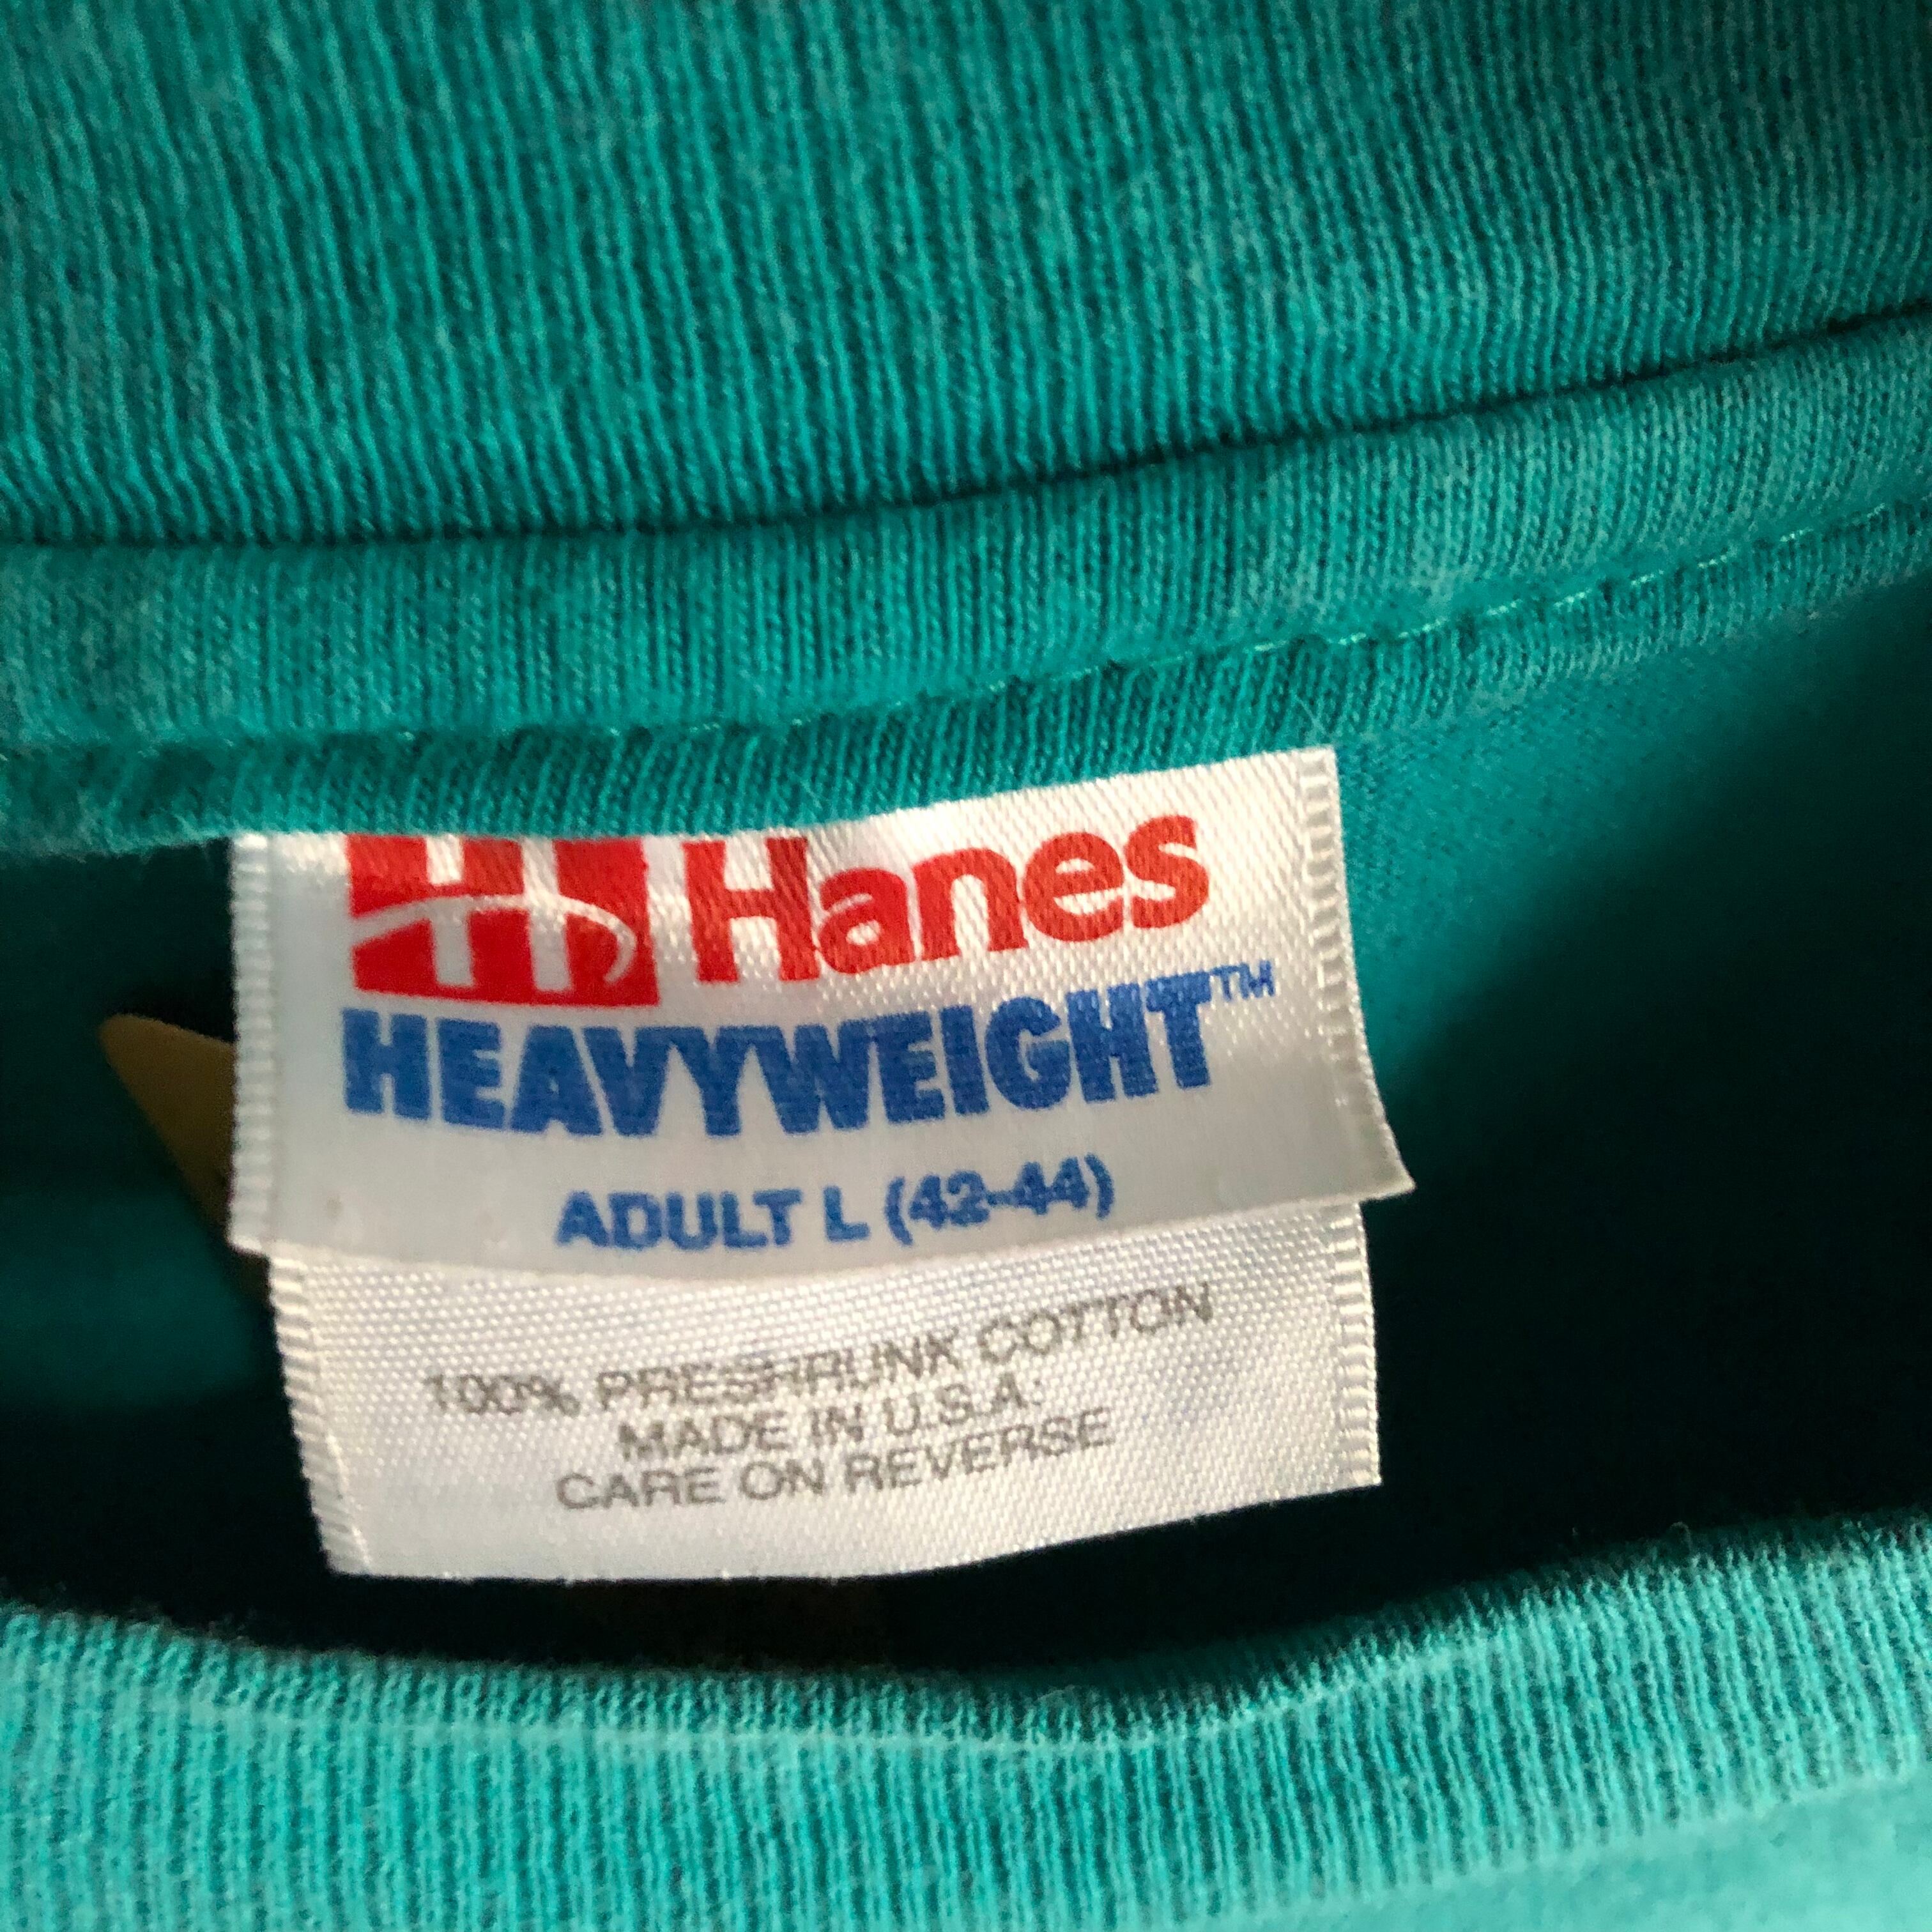 Hanes
HEAVYWEIGHT™
ADULT L (42-44)
100% PRESHRUNK COTTON
MADE IN U.S.A.
CARE ON REVERSE